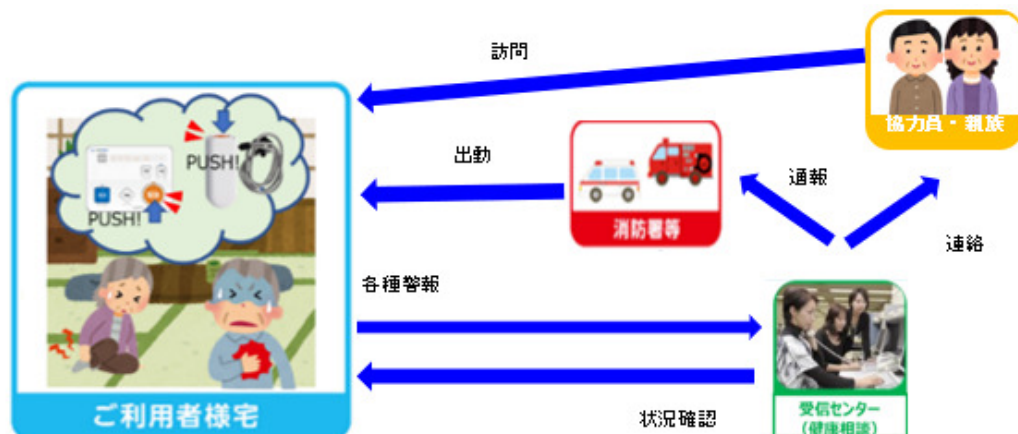 訪問
協力員・親族
PUSH!
PUSH!
出動
消防署等
通報
連絡
各種警報
ご利用者様宅
状況確認
受信センター
(健康相談)